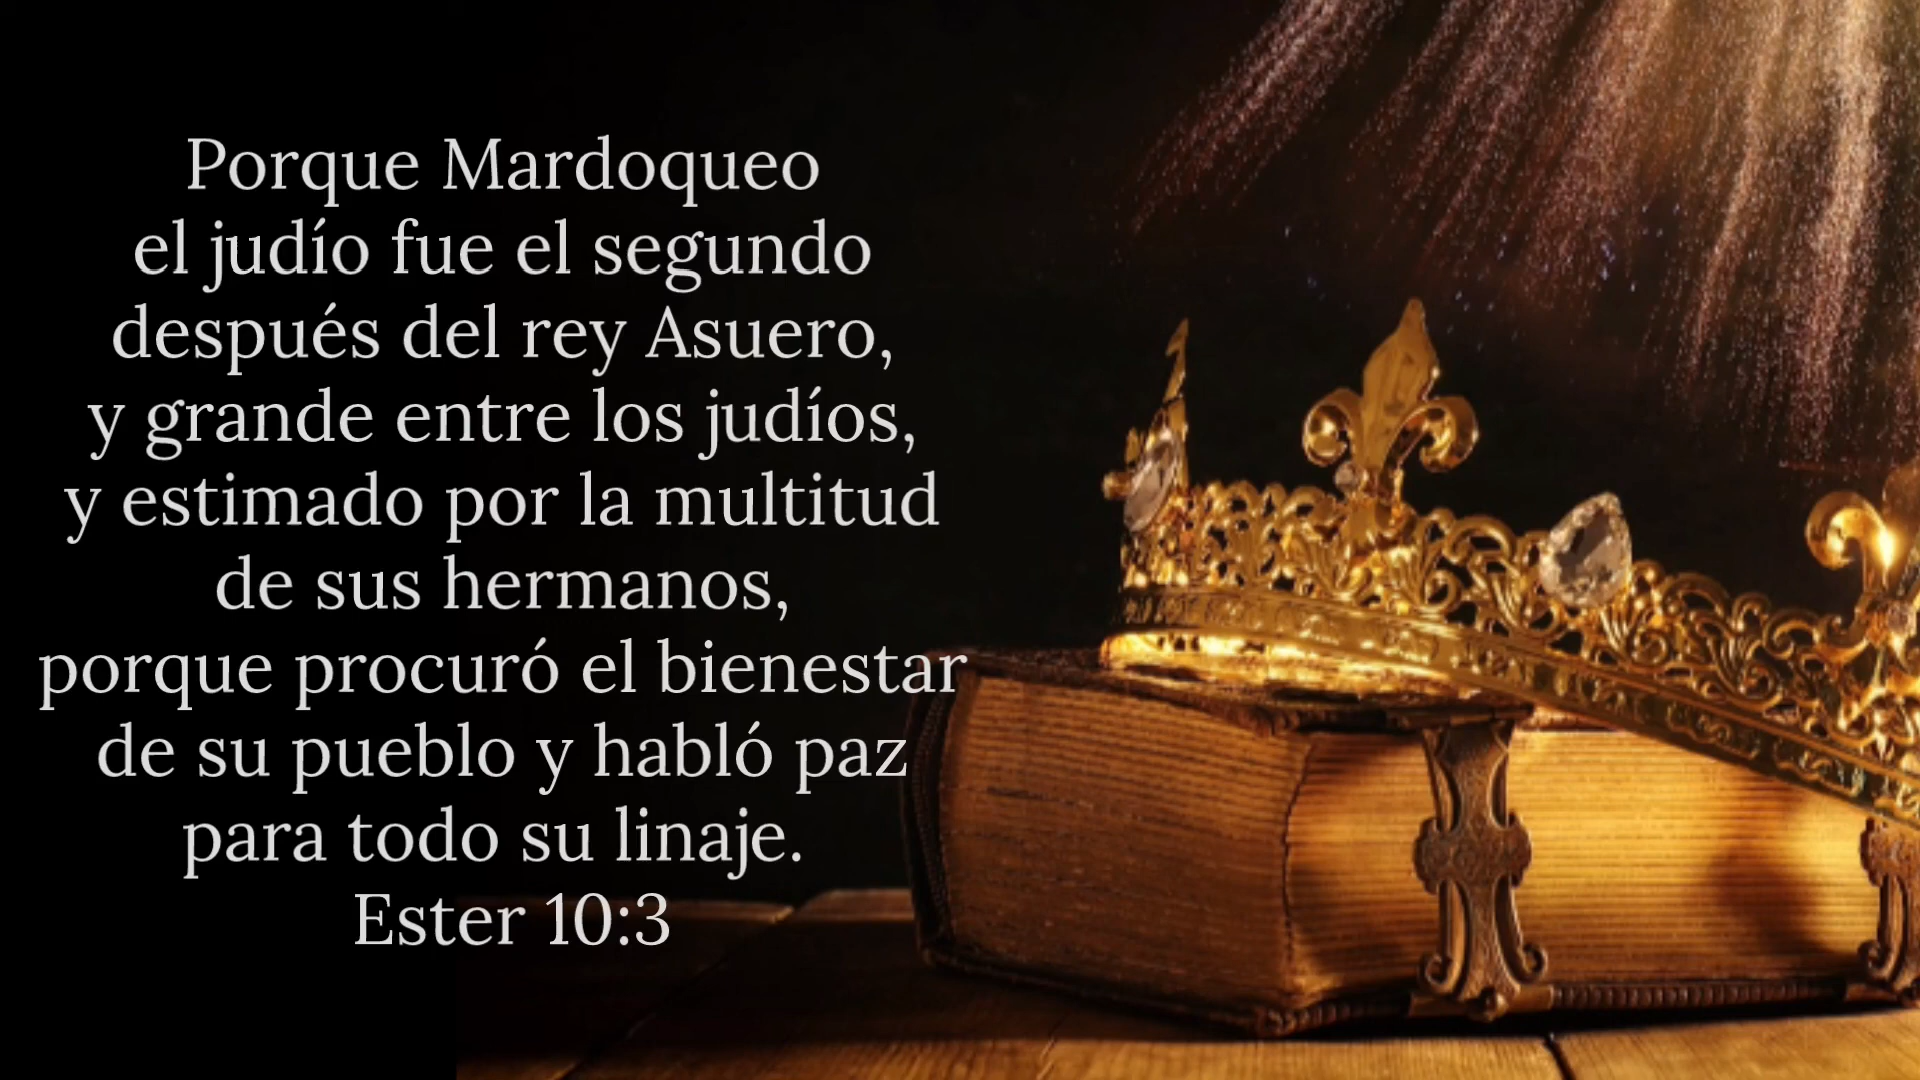 Porque Mardoqueo
el judío fue el segundo
después del rey Asuero,
y grande entre los judíos,
y estimado por la multitud
de sus hermanos,
porque procuró el bienestar
de su pueblo y habló paz
para todo su linaje.
Ester 10:3